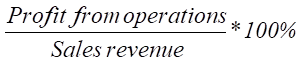 Profit from operations
Sales revenue
* 100%